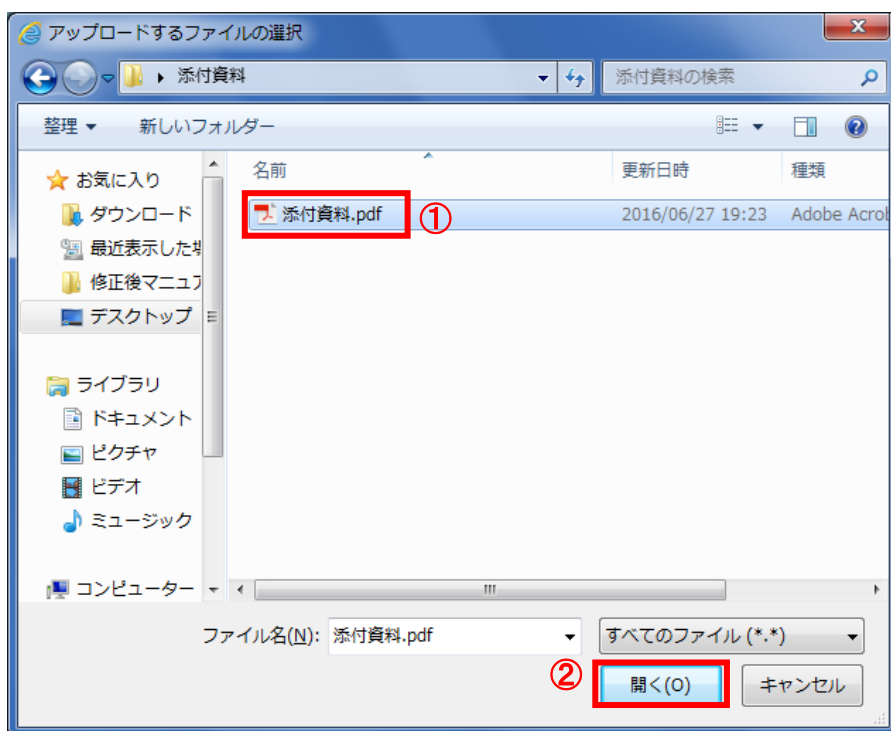 アップロードするファイルの選択
添付資料
添付資料の検索
整理
新しいフォルダー
名前
更新日時
種類
お気に入り
ダウンロード
最近表示した場
修正後マニュア
デスクトップ
ライブラリ
ドキュメント
ピクチャ
ビデオ
ミュージック
コンピューター
添付資料.pdf
①
2016/06/27 19:23
Adobe Acrob
ファイル名(N):
添付資料.pdf
すべてのファイル (*.*)
②
開く(O)
キャンセル